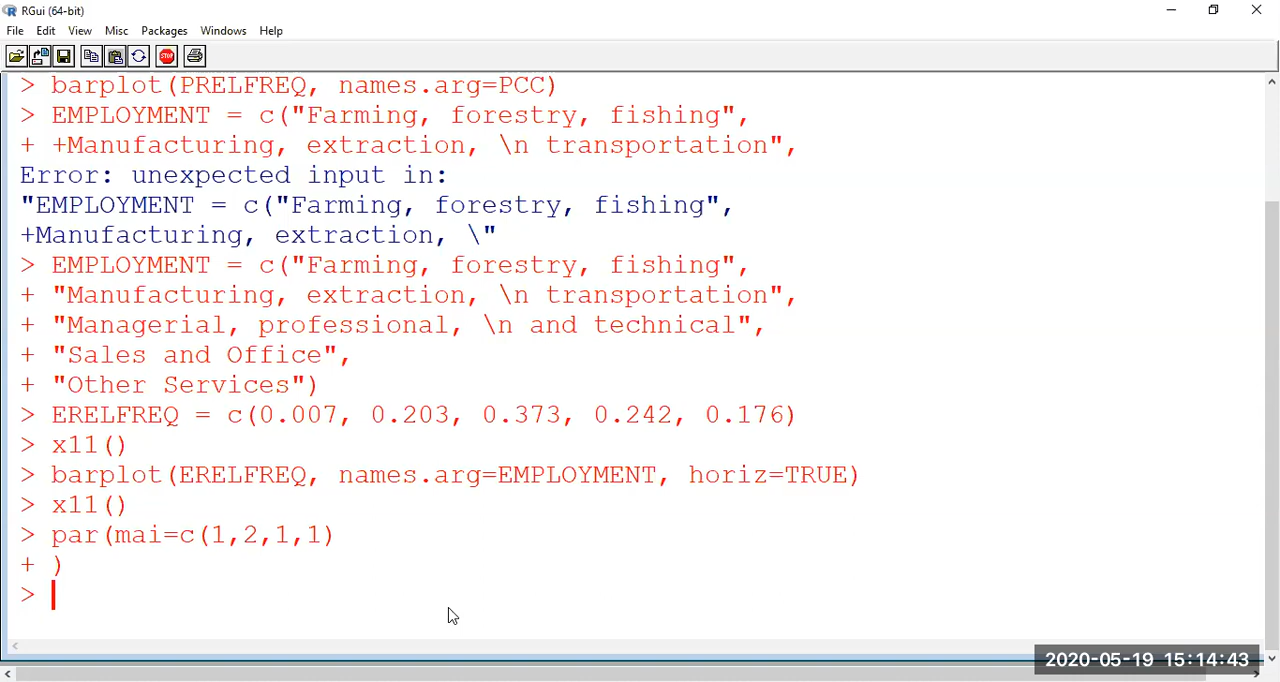 RGui (64-bit)
File Edit View Misc Packages Windows Help
STOP
> barplot(PRELFREQ, names.arg=PCC)
> EMPLOYMENT = c("Farming, forestry, fishing",
+ +Manufacturing, extraction, \n transportation",
Error: unexpected input in:
"EMPLOYMENT = c("Farming, forestry, fishing",
+Manufacturing, extraction, \"
> EMPLOYMENT = c("Farming, forestry, fishing",
+ "Manufacturing, extraction, \n transportation",
+ "Managerial, professional, \n and technical",
+ "Sales and Office",
+ "Other Services")
> ERELFREQ = c(0.007, 0.203, 0.373, 0.242, 0.176)
> x11()
> barplot(ERELFREQ, names.arg=EMPLOYMENT, horiz=TRUE)
> x11()
> par(mai=c(1,2,1,1)
+ )
>
2020-05-19 15:14:43